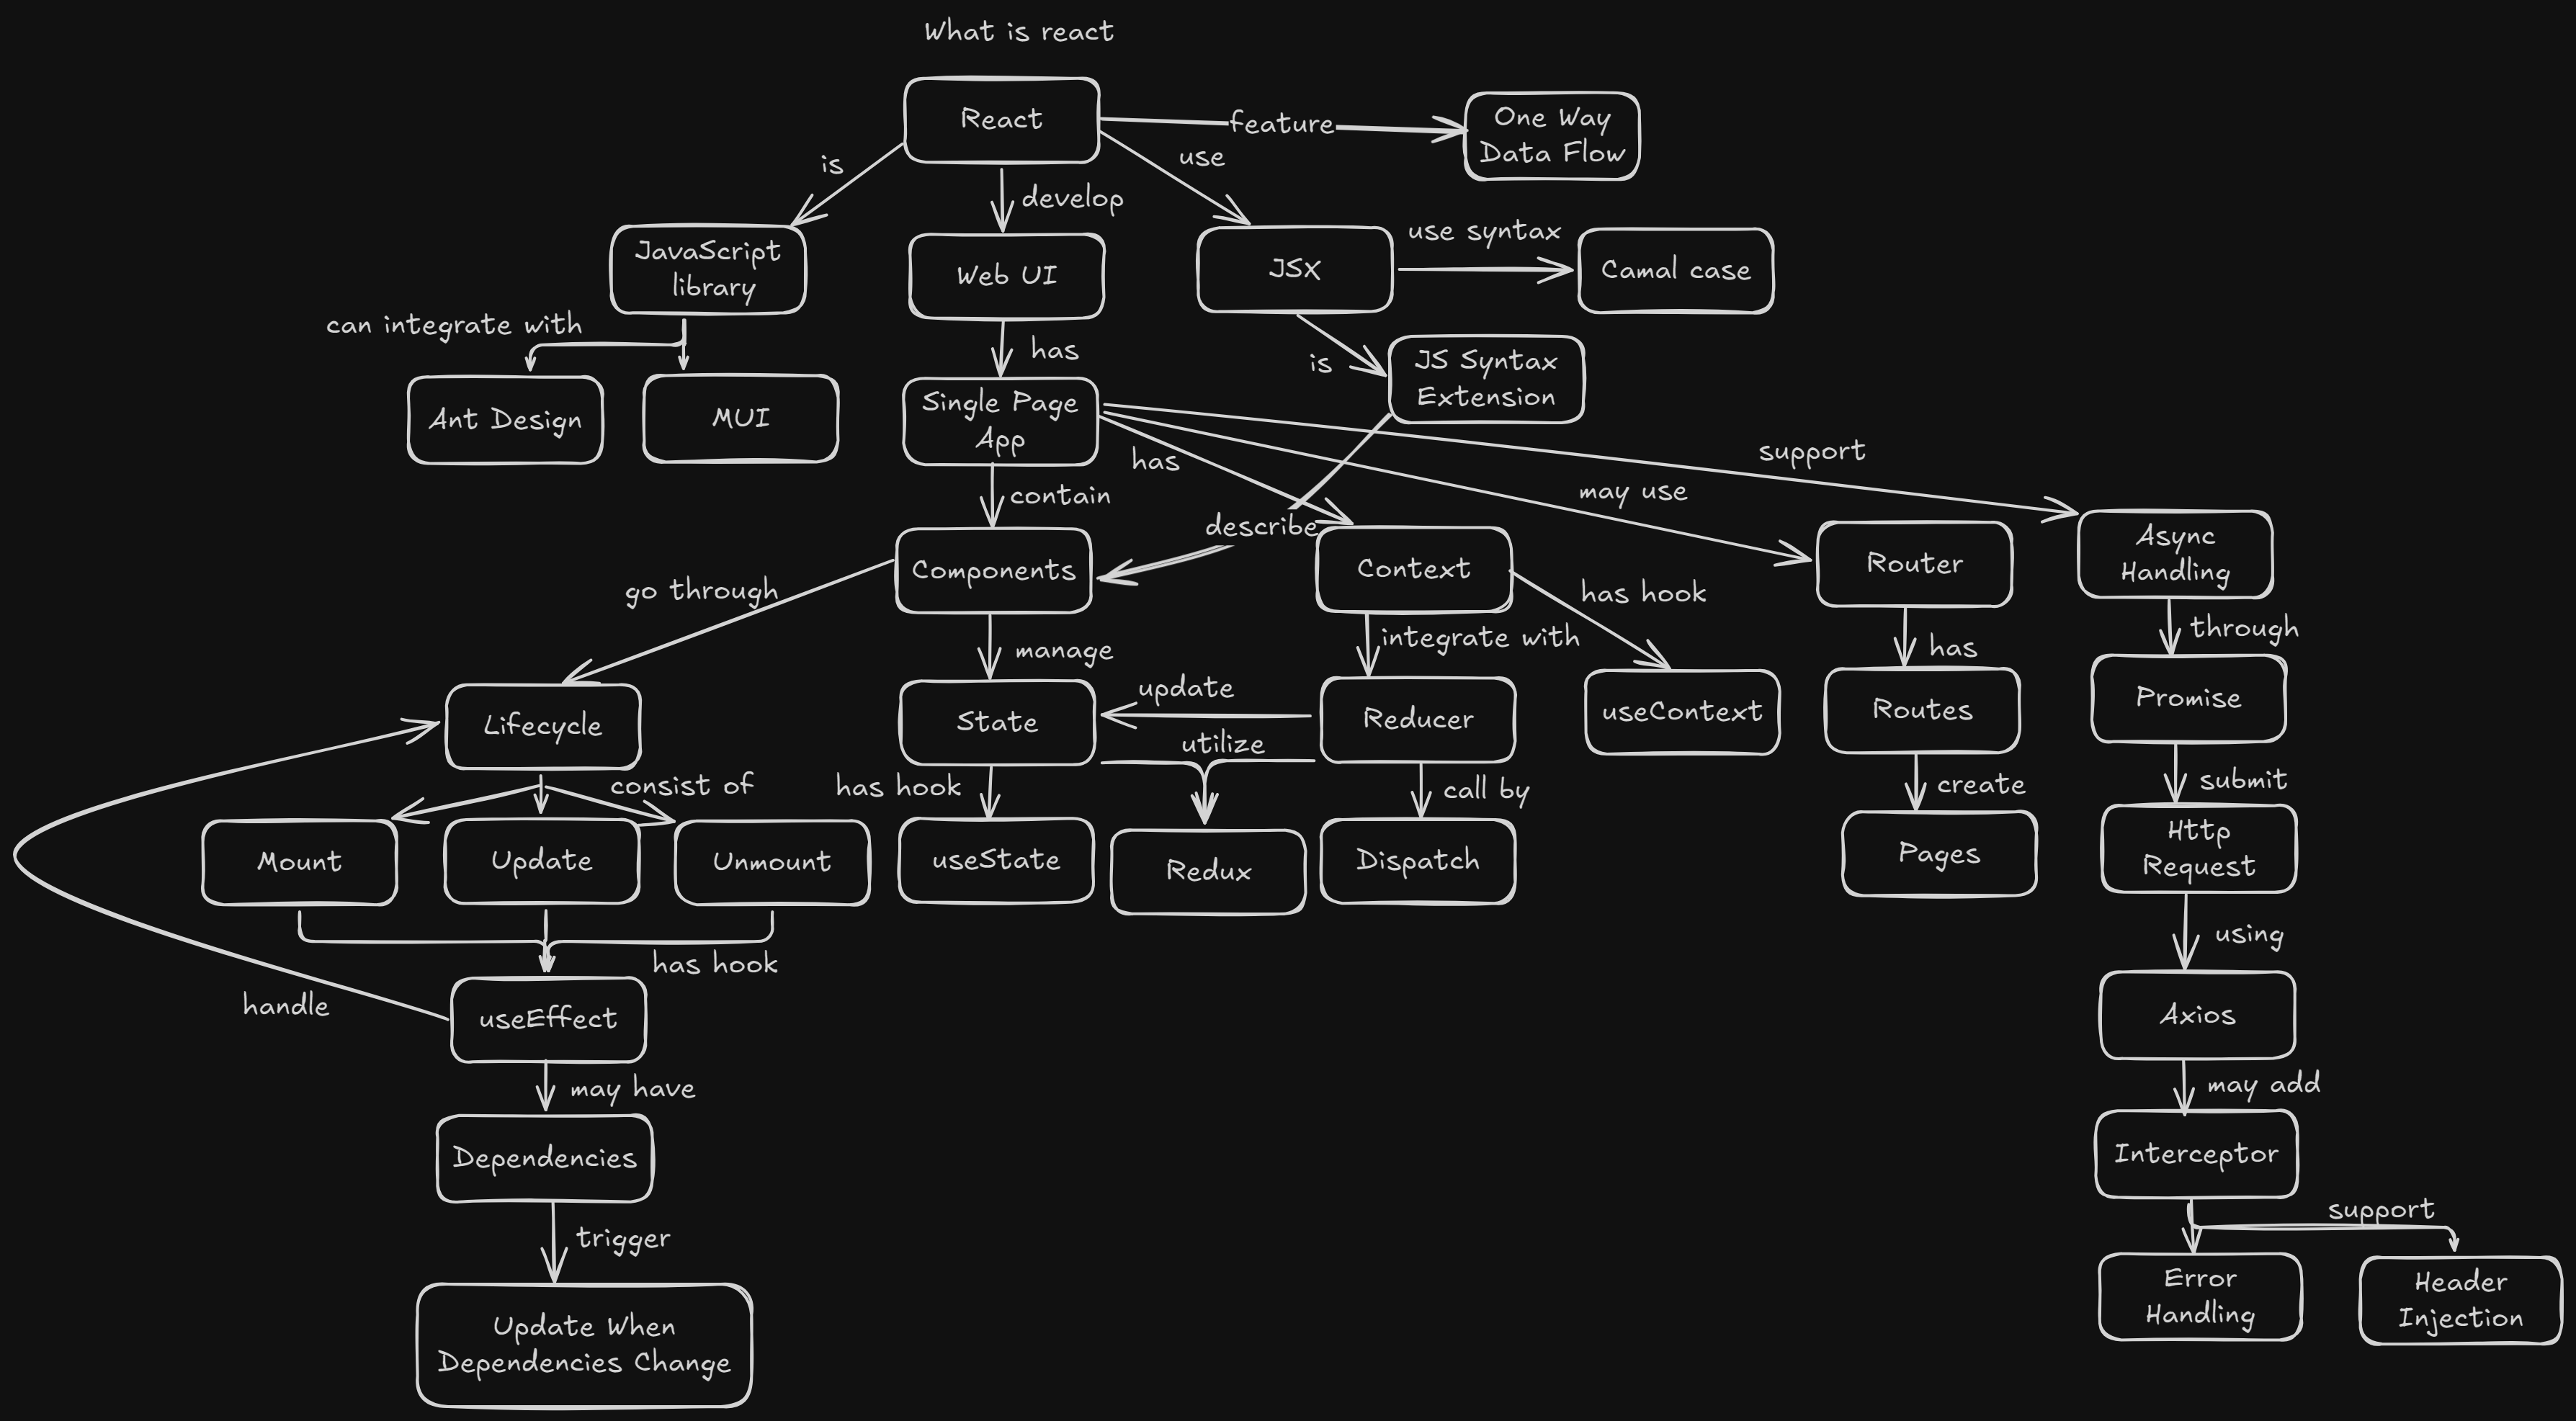 What is react
React
feature
One Way
Data Flow
is
use
develop
JavaScript
library
Web UI
JSX
use syntax
Camal case
can integrate with
has
is
JS Syntax
Extension
Ant Design
MUI
Single Page
App
has
support
contain
may use
describe
Components
Context
Router
Async
Handling
go through
has hook
manage
integrate with
has
through
Lifecycle
State
update
Reducer
useContext
Routes
Promise
utilize
consist of
has hook
call by
create
submit
Mount
Update
Unmount
useState
Redux
Dispatch
Pages
Http
Request
has hook
using
handle
useEffect
Axios
may have
may add
Dependencies
Interceptor
trigger
support
Update When
Dependencies Change
Error
Handling
Header
Injection